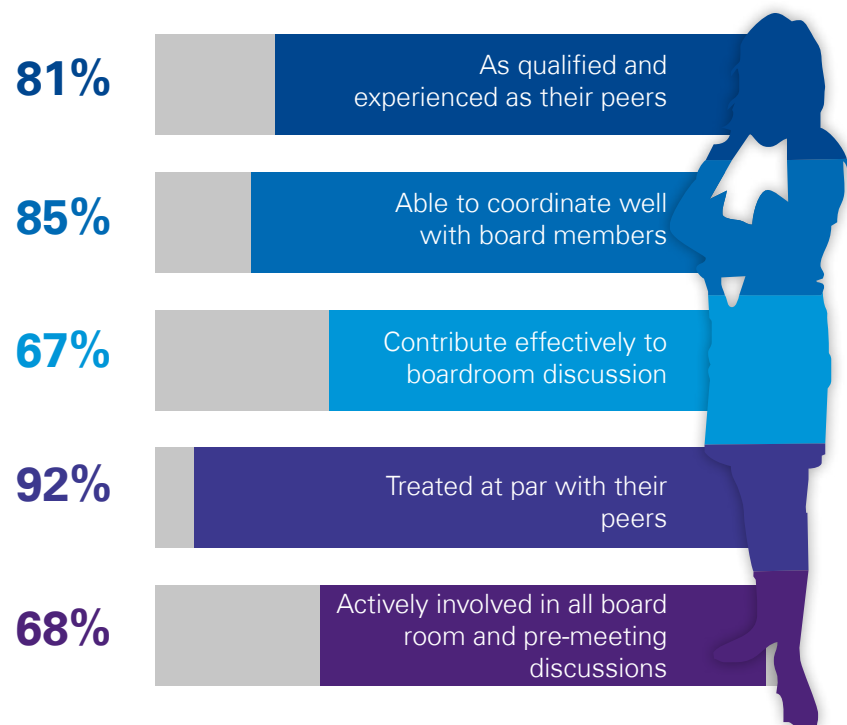 81%
As qualified and
experienced as their peers
85%
Able to coordinate well
with board members
67%
Contribute effectively to
boardroom discussion
92%
Treated at par with their
peers
68%
Actively involved in all board
room and pre-meeting
discussions